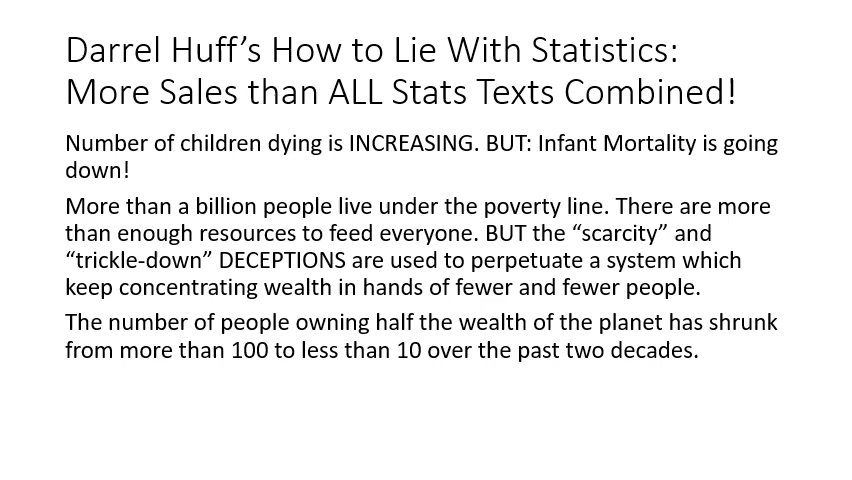 Darrel Huff’s How to Lie With Statistics:
More Sales than ALL Stats Texts Combined!
Number of children dying is INCREASING. BUT: Infant Mortality is going
down!
More than a billion people live under the poverty line. There are more
than enough resources to feed everyone. BUT the “scarcity” and
“trickle-down” DECEPTIONS are used to perpetuate a system which
keep concentrating wealth in hands of fewer and fewer people.
The number of people owning half the wealth of the planet has shrunk
from more than 100 to less than 10 over the past two decades.